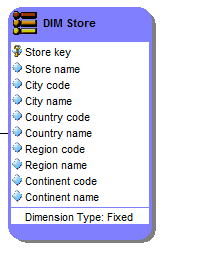 DIM Store
Store key
Store name
City code
City name
Country code
Country name
Region code
Region name
Continent code
Continent name
Dimension Type: Fixed